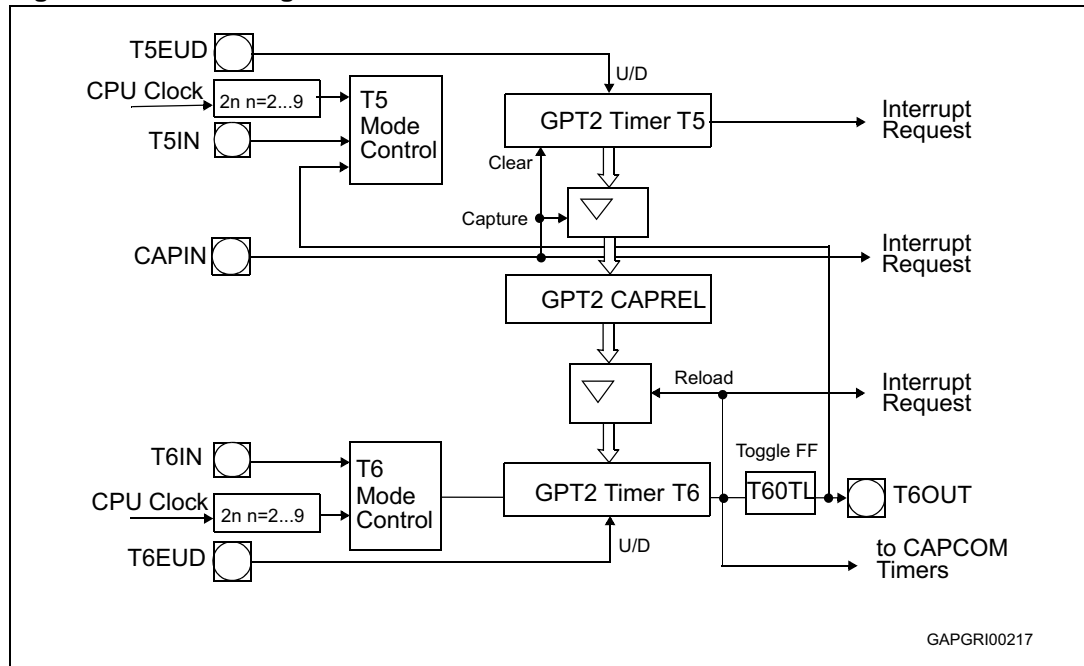 T5EUD
U/D
CPU Clock
2n n=2...9
T5
Mode
Control
GPT2 Timer T5
Interrupt
Request
T5IN
Clear
Capture
CAPIN
Interrupt
Request
GPT2 CAPREL
Reload
Interrupt
Request
T6IN
T6
Mode
Control
Toggle FF
GPT2 Timer T6
T60TL
T6OUT
CPU Clock
2n n=2...9
T6EUD
U/D
to CAPCOM
Timers
GAPGRI00217